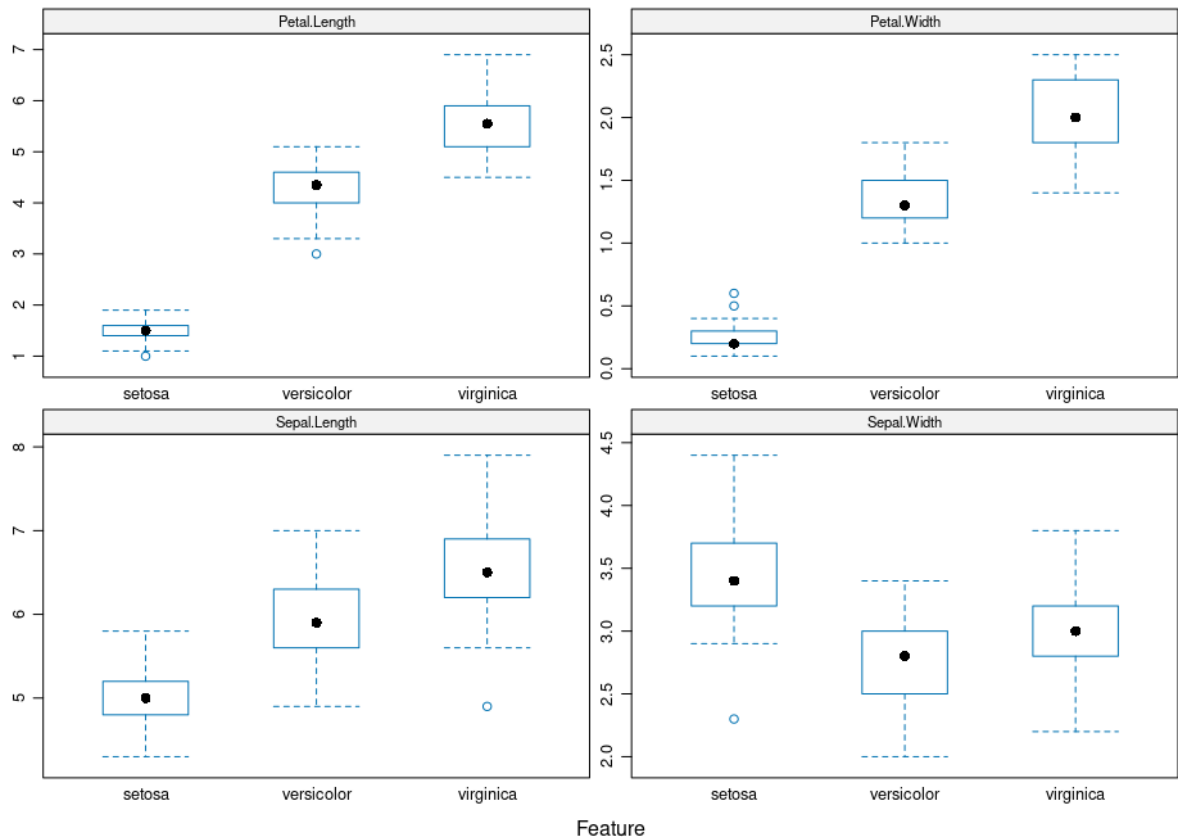 Petal.Length
7
6
5
4
3
2
1
setosa versicolor virginica
Petal.Width
2.5
2.0
1.5
1.0
0.5
0.0
setosa versicolor virginica
Sepal.Length
8
7
6
5
setosa versicolor virginica
Sepal.Width
4.5
4.0
3.5
3.0
2.5
2.0
setosa versicolor virginica
Feature